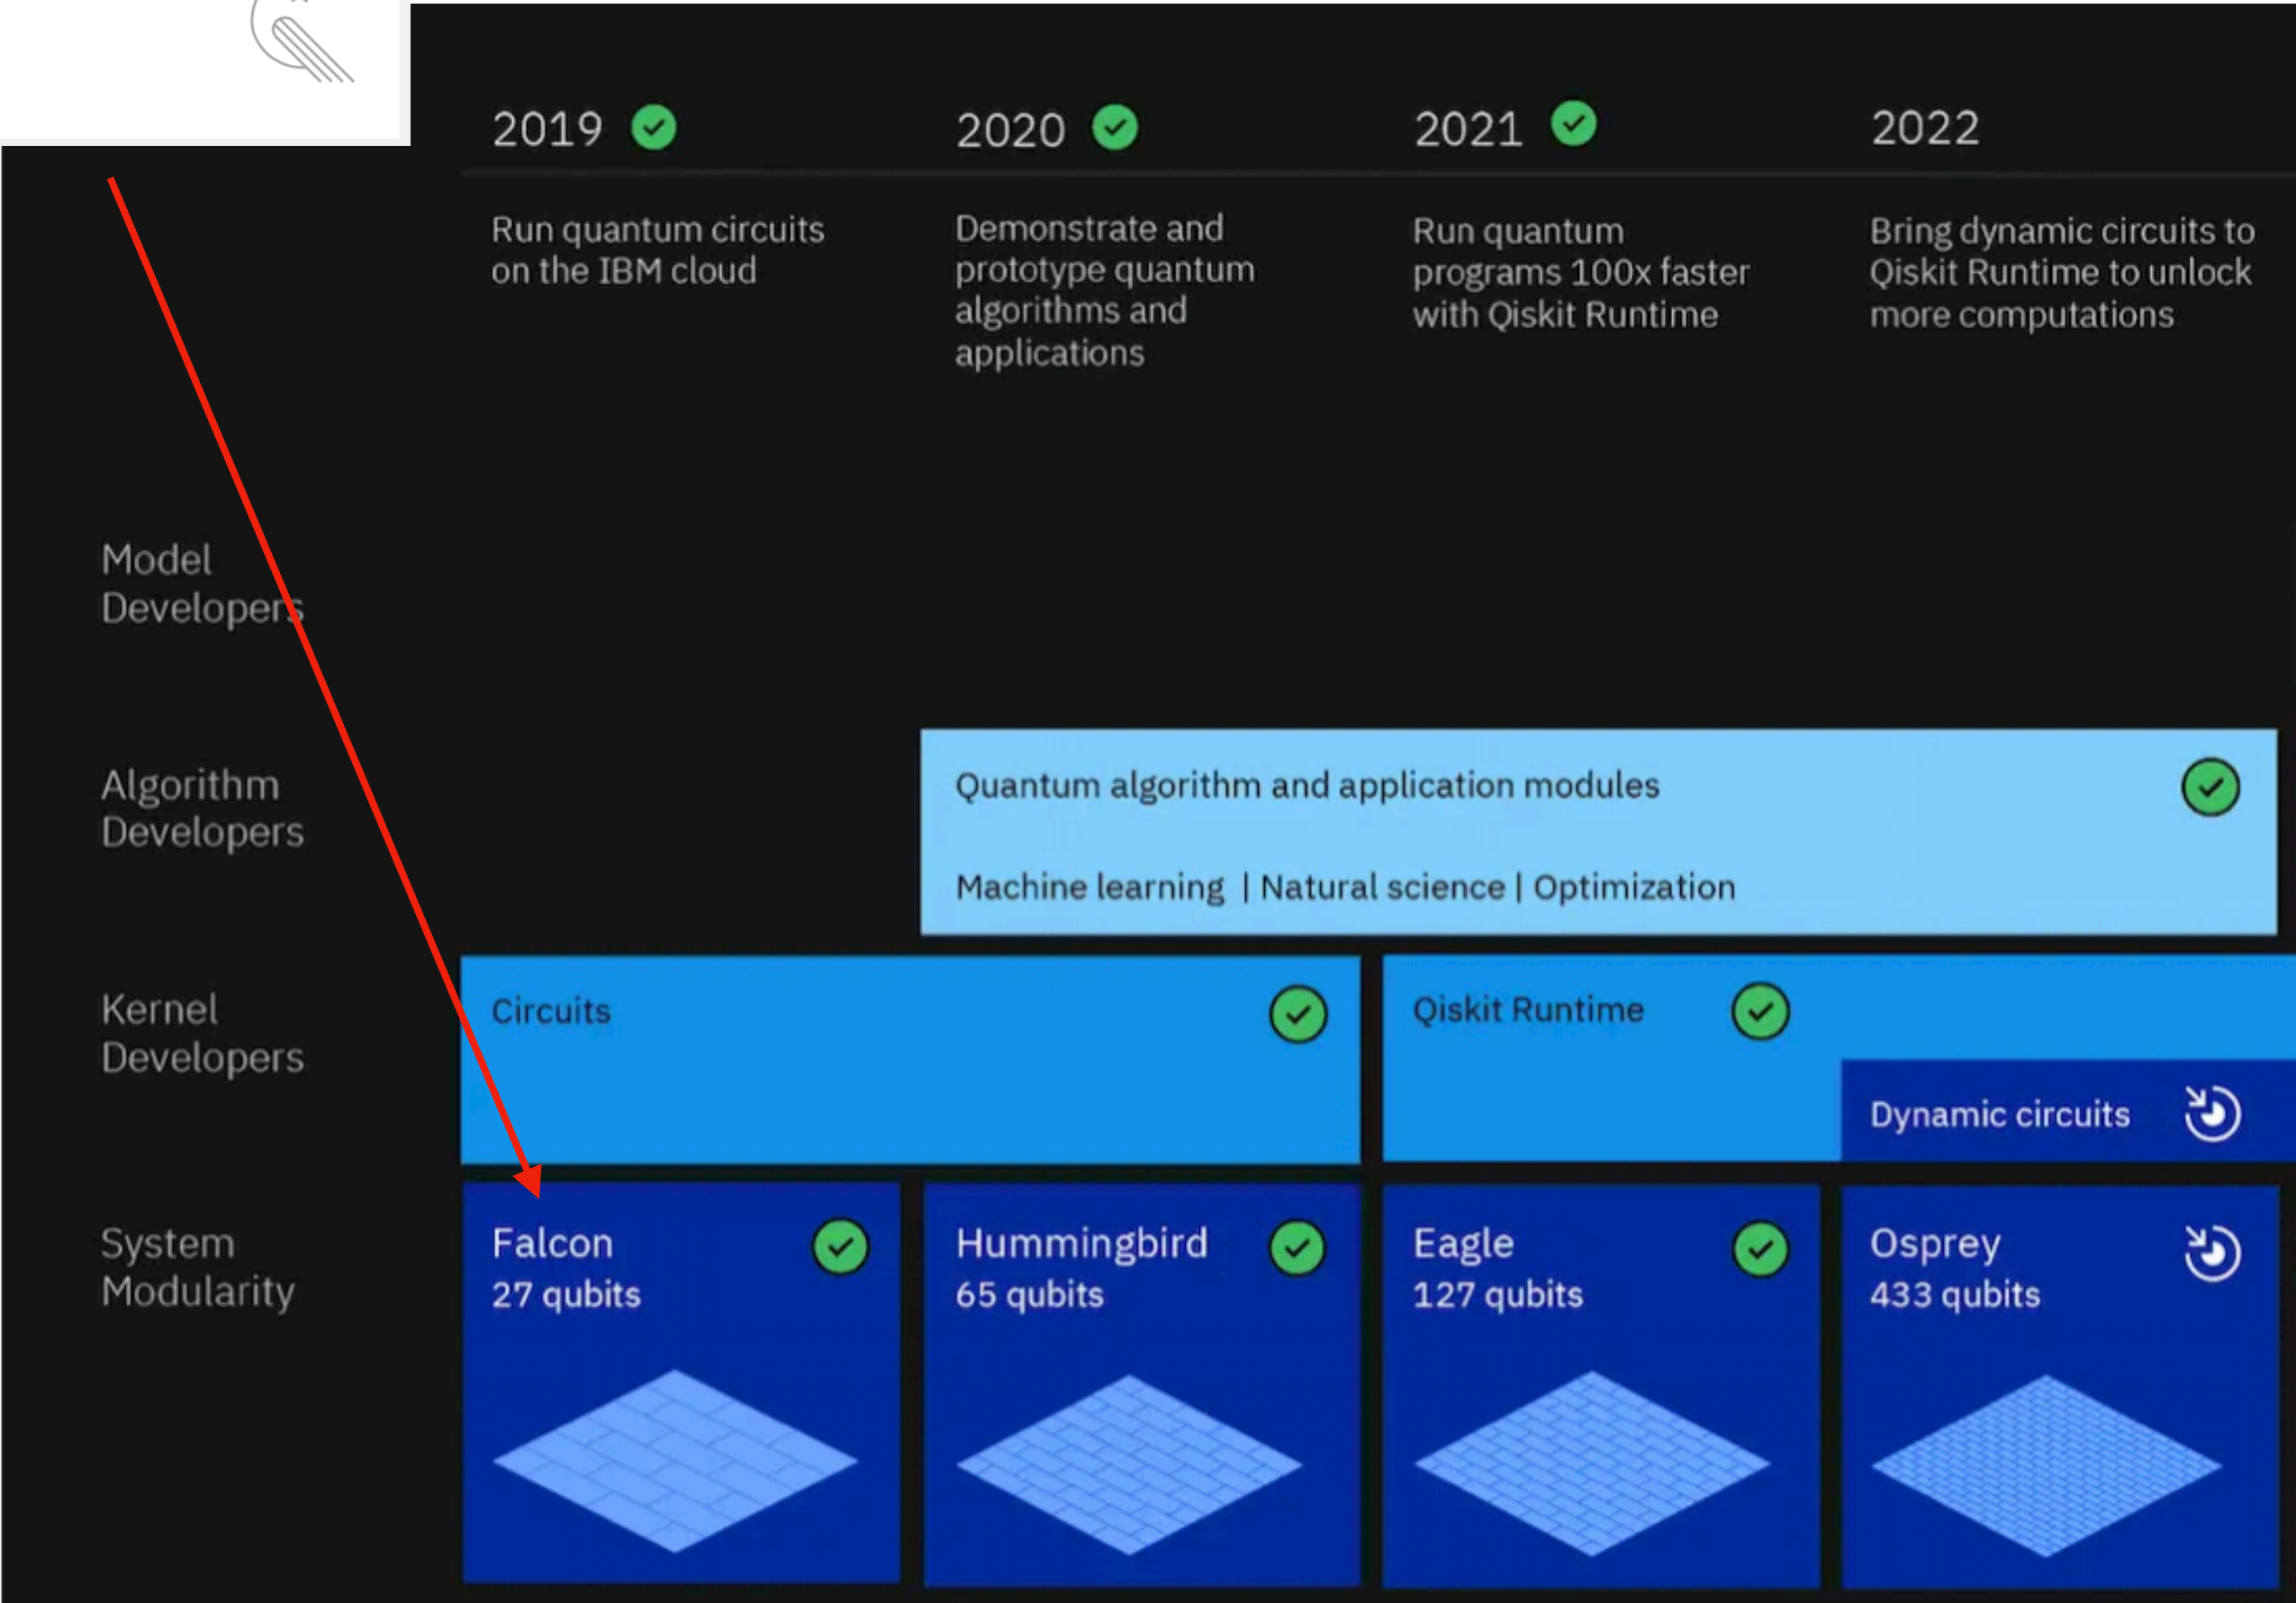 2019
2020
2021
2022
Run quantum circuits
on the IBM cloud
Demonstrate and
prototype quantum
algorithms and
applications
Run quantum
programs 100x faster
with Qiskit Runtime
Bring dynamic circuits to
Qiskit Runtime to unlock
more computations
Model
Developers
Algorithm
Developers
Quantum algorithm and application modules
Machine learning | Natural science | Optimization
Kernel
Developers
Circuits
Qiskit Runtime
Dynamic circuits
System
Modularity
Falcon
27 qubits
Hummingbird
65 qubits
Eagle
127 qubits
Osprey
433 qubits